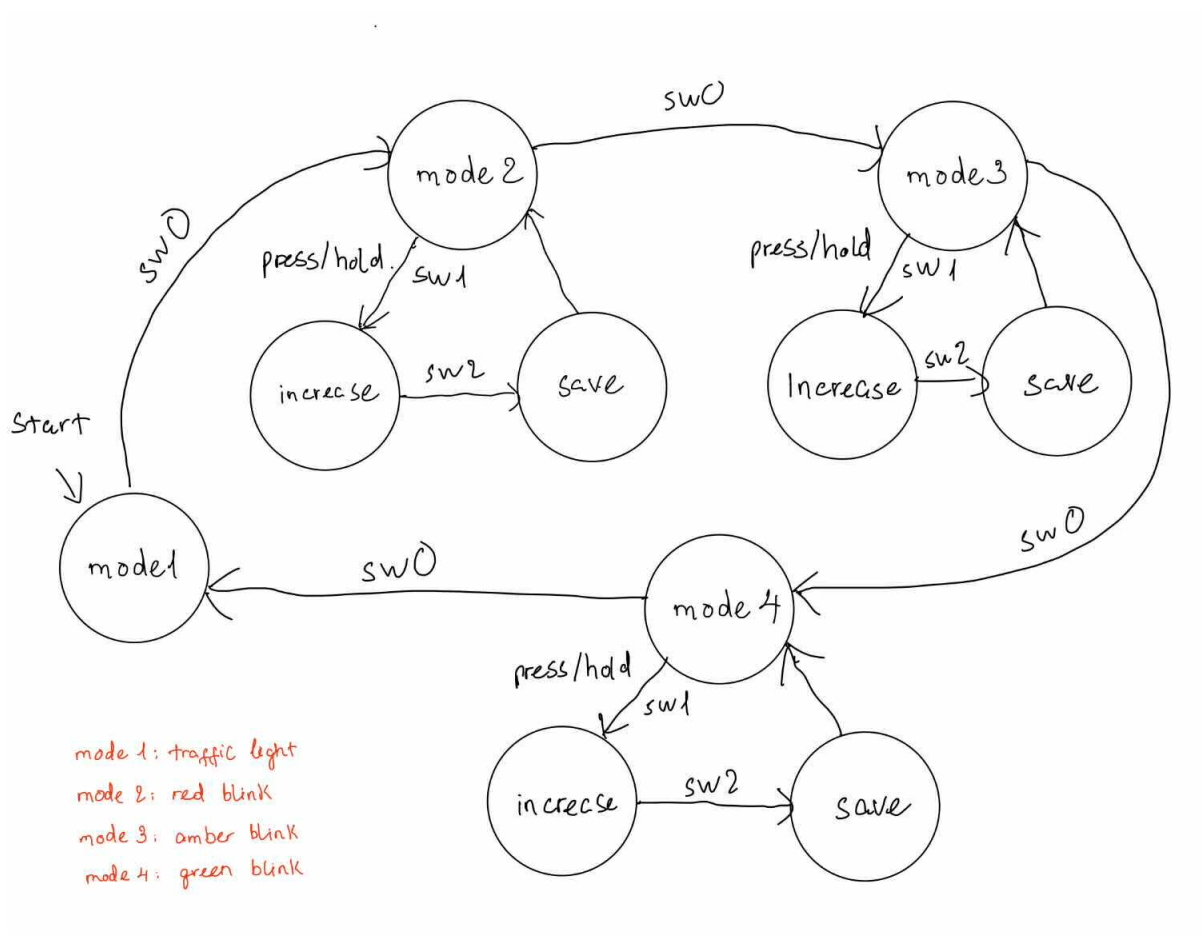 sw0
mode 2
mode 3
sw0
press/hold.
sw1
press/hold
sw1
increase
sw2
save
Increase
sw2
save
Start
mode1
sw0
mode 4
sw0
press/hold
sw1
increase
sw2
save
mode 1: traffic light
mode 2: red blink
mode 3: amber blink
mode 4: green blink